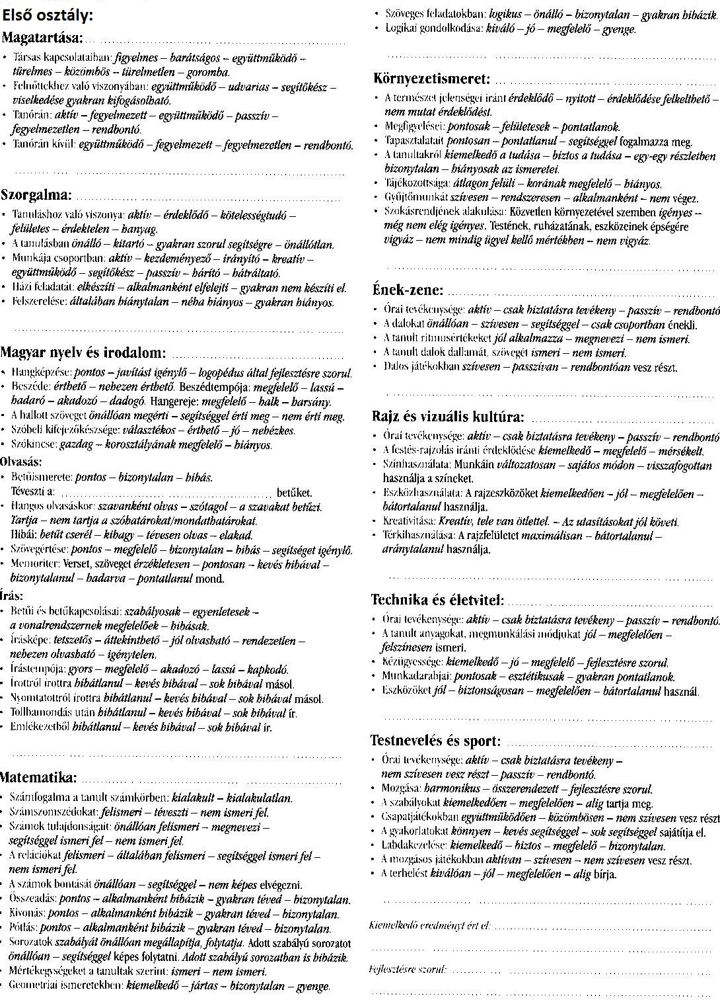 Első osztály:
Magatartása:
• Társas kapcsolataiban: figyelmes – barátságos – együttműködő –
türelmes – közömbös – türelmetlen – goromba.
• Felnőttekhez való viszonyában: együttműködő – udvarias – segítőkész –
viselkedése gyakran kifogásolható.
• Tanórán: aktív – fegyelmezett – együttműködő – passzív –
fegyelmezetlen – rendbontó.
• Tanórán kívül: együttműködő – fegyelmezett – fegyelmezetlen – rendbontó.
Szorgalma:
• Tanuláshoz való viszonya: aktív – érdeklődő – kötelességtudó –
felületes – érdektelen – hanyag.
• A tanulásban önálló – kitartó – gyakran szorul segítségre – önállótlan.
• Munkája csoportban: aktív – kezdeményező – irányító – kreatív –
együttműködő – segítőkész – passzív – hárító – hátráltató.
• Házi feladatát: elkészíti – alkalmanként elfelejti – gyakran nem készíti el.
• Felszerelése: általában hiánytalan – néha hiányos – gyakran hiányos.
Magyar nyelv és irodalom:
• Hangképzése: pontos – javítást igénylő – logopédus által fejlesztésre szorul.
• Beszéde: érthető – nehezen érthető. Beszédtempója: megfelelő – lassú –
hadaró – akadozó – dadogó. Hangereje: megfelelő – halk – harsány.
• A hallott szöveget önállóan megérti – segítséggel érti meg – nem érti meg.
• Szóbeli kifejezőkészsége: választékos – érthető – jó – nehézkes.
• Szókincse: gazdag – korosztályának megfelelő – hiányos.
Olvasás:
• Betűismerete: pontos – bizonytalan – hibás.
Téveszti a: betűket.
• Hangos olvasáskor: szavanként olvas – szótagol – a szavakat betűzi.
Tartja – nem tartja a szóhatárokat/mondathatárokat.
Hibái: betűt cserél – kihagy – tévesen olvas – elakad.
• Szövegértése: pontos – megfelelő – bizonytalan – hibás – segítséget igénylő.
• Memoriter: Verset, szöveget érzékletesen – pontosan – kevés hibával –
bizonytalanul – hadarva – pontatlanul mond.
Írás:
• Betűi és betűkapcsolásai: szabályosak – egyenletesek –
a vonalrendszernek megfelelőek – hibásak.
• Írásképe: tetszetős – áttekinthető – jól olvasható – rendezetlen –
nehezen olvasható – igénytelen.
• Írástempója: gyors – megfelelő – akadozó – lassú – kapkodó.
• Írottról írottra hibátlanul – kevés hibával – sok hibával másol.
• Nyomtatottról írottra hibátlanul – kevés hibával – sok hibával másol.
• Tollbamondás után hibátlanul – kevés hibával – sok hibával ír.
• Emlékezetből hibátlanul – kevés hibával – sok hibával ír.
Matematika:
• Számfogalma a tanult számkörben: kialakult – kialakulatlan.
• Számszomszédokat: felismeri – téveszti – nem ismeri fel.
• Számok tulajdonságait: önállóan felismeri – megnevezi –
segítséggel ismeri fel – nem ismeri fel.
• A relációkat felismeri – általában felismeri – segítséggel ismeri fel –
nem ismeri fel.
• A számok bontását önállóan – segítséggel – nem képes elvégezni.
• Összeadás: pontos – alkalmanként hibázik – gyakran téved – bizonytalan.
• Kivonás: pontos – alkalmanként hibázik – gyakran téved – bizonytalan.
• Pótlás: pontos – alkalmanként hibázik – gyakran téved – bizonytalan.
• Sorozatok szabályát önállóan megállapítja, folytatja. Adott szabályú sorozatot
önállóan – segítséggel képes folytatni. Adott szabályú sorozatban is hibázik.
• Mértékegységeket a tanultak szerint: ismeri – nem ismeri.
• Geometriai ismeretekben: kiemelkedő – jártas – bizonytalan – gyenge.
• Szöveges feladatokban: logikus – önálló – bizonytalan – gyakran hibázik.
• Logikai gondolkodása: kiváló – jó – megfelelő – gyenge.
Környezetismeret:
• A természet jelenségei iránt érdeklődő – nyitott – érdeklődése felkelthető –
nem mutat érdeklődést.
• Megfigyelései: pontosak – felületesek – pontatlanok.
• Tapasztalatait pontosan – pontatlanul – segítséggel fogalmazza meg.
• A tanultakról kiemelkedő a tudása – biztos a tudása – egy-egy részletben
bizonytalan – hiányosak az ismeretei.
• Tájékozottsága: átlagon felüli – korának megfelelő – hiányos.
• Gyűjtőmunkát szívesen – rendszeresen – alkalmanként – nem végez.
• Szokásrendjének alakulása: Közvetlen környezetével szemben igényes –
még nem elég igényes. Testének, ruházatának, eszközeinek épségére
vigyáz – nem mindig ügyel kellő mértékben – nem vigyáz.
Ének-zene:
• Órai tevékenysége: aktív – csak biztatásra tevékeny – passzív – rendbontó
• A dalokat önállóan – szívesen – segítséggel – csak csoportban énekli.
• A tanult ritmusértékeket jól alkalmazza – megnevezi – nem ismeri.
• A tanult dalok dallamát, szövegét ismeri – nem ismeri.
• Dalos játékokban szívesen – passzívan – rendbontóan vesz részt.
Rajz és vizuális kultúra:
• Órai tevékenysége: aktív – csak biztatásra tevékeny – passzív – rendbontó
• A festés-rajzolás iránti érdeklődése kiemelkedő – megfelelő – mérsékelt.
• Színhasználata: Munkáin változatosan – sajátos módon – visszafogottan
használja a színeket.
• Eszközhasználata: A rajzeszközöket kiemelkedően – jól – megfelelően –
bátortalanul használja.
• Kreativitása: Kreatív, tele van ötlettel. – Az utasításokat jól követi.
• Térkihasználása: A rajzfelületet maximálisan – bátortalanul –
aránytalanul használja.
Technika és életvitel:
• Órai tevékenysége: aktív – csak biztatásra tevékeny – passzív – rendbontó.
• A tanult anyagokat, megmunkálási módjukat jól – megfelelően –
felszínesen ismeri.
• Kézügyessége: kiemelkedő – jó – megfelelő – fejlesztésre szorul.
• Munkadarabjai: pontosak – esztétikusak – gyakran pontatlanok.
• Eszközöket jól – biztonságosan – megfelelően – bátortalanul használ.
Testnevelés és sport:
• Órai tevékenysége: aktív – csak biztatásra tevékeny –
nem szívesen vesz részt – passzív – rendbontó.
• Mozgása: harmonikus – összerendezett – fejlesztésre szorul.
• A szabályokat kiemelkedően – megfelelően – alig tartja meg.
• Csapatjátékokban együttműködően – közömbösen – nem szívesen vesz részt
• A gyakorlatokat könnyen – kevés segítséggel – sok segítséggel sajátítja el.
• Labdakezelése: kiemelkedő – biztos – megfelelő – bizonytalan.
• A mozgásos játékokban aktívan – szívesen – nem szívesen vesz részt.
• A terhelést kiválóan – jól – megfelelően – alig bírja.
Kiemelkedő eredményt ért el:
Fejlesztésre szorul: